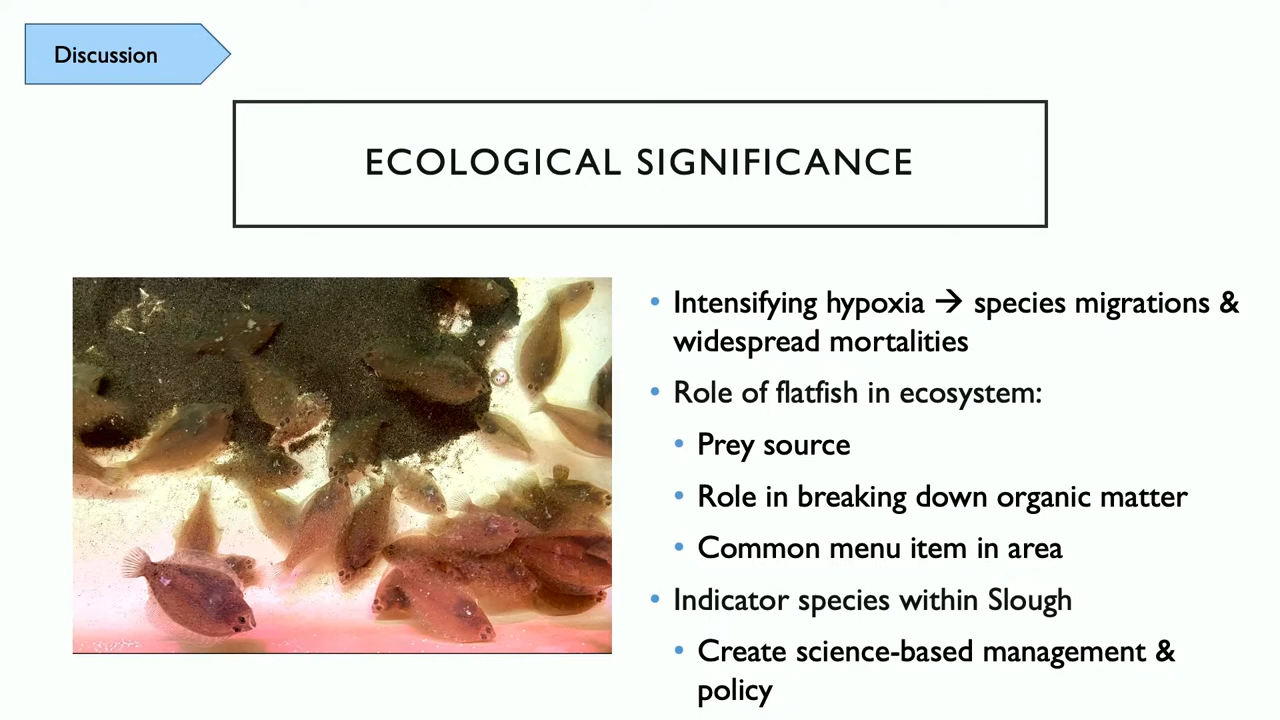 Discussion
ECOLOGICAL SIGNIFICANCE
• Intensifying hypoxia → species migrations &
widespread mortalities
• Role of flatfish in ecosystem:
• Prey source
• Role in breaking down organic matter
• Common menu item in area
• Indicator species within Slough
• Create science-based management &
policy